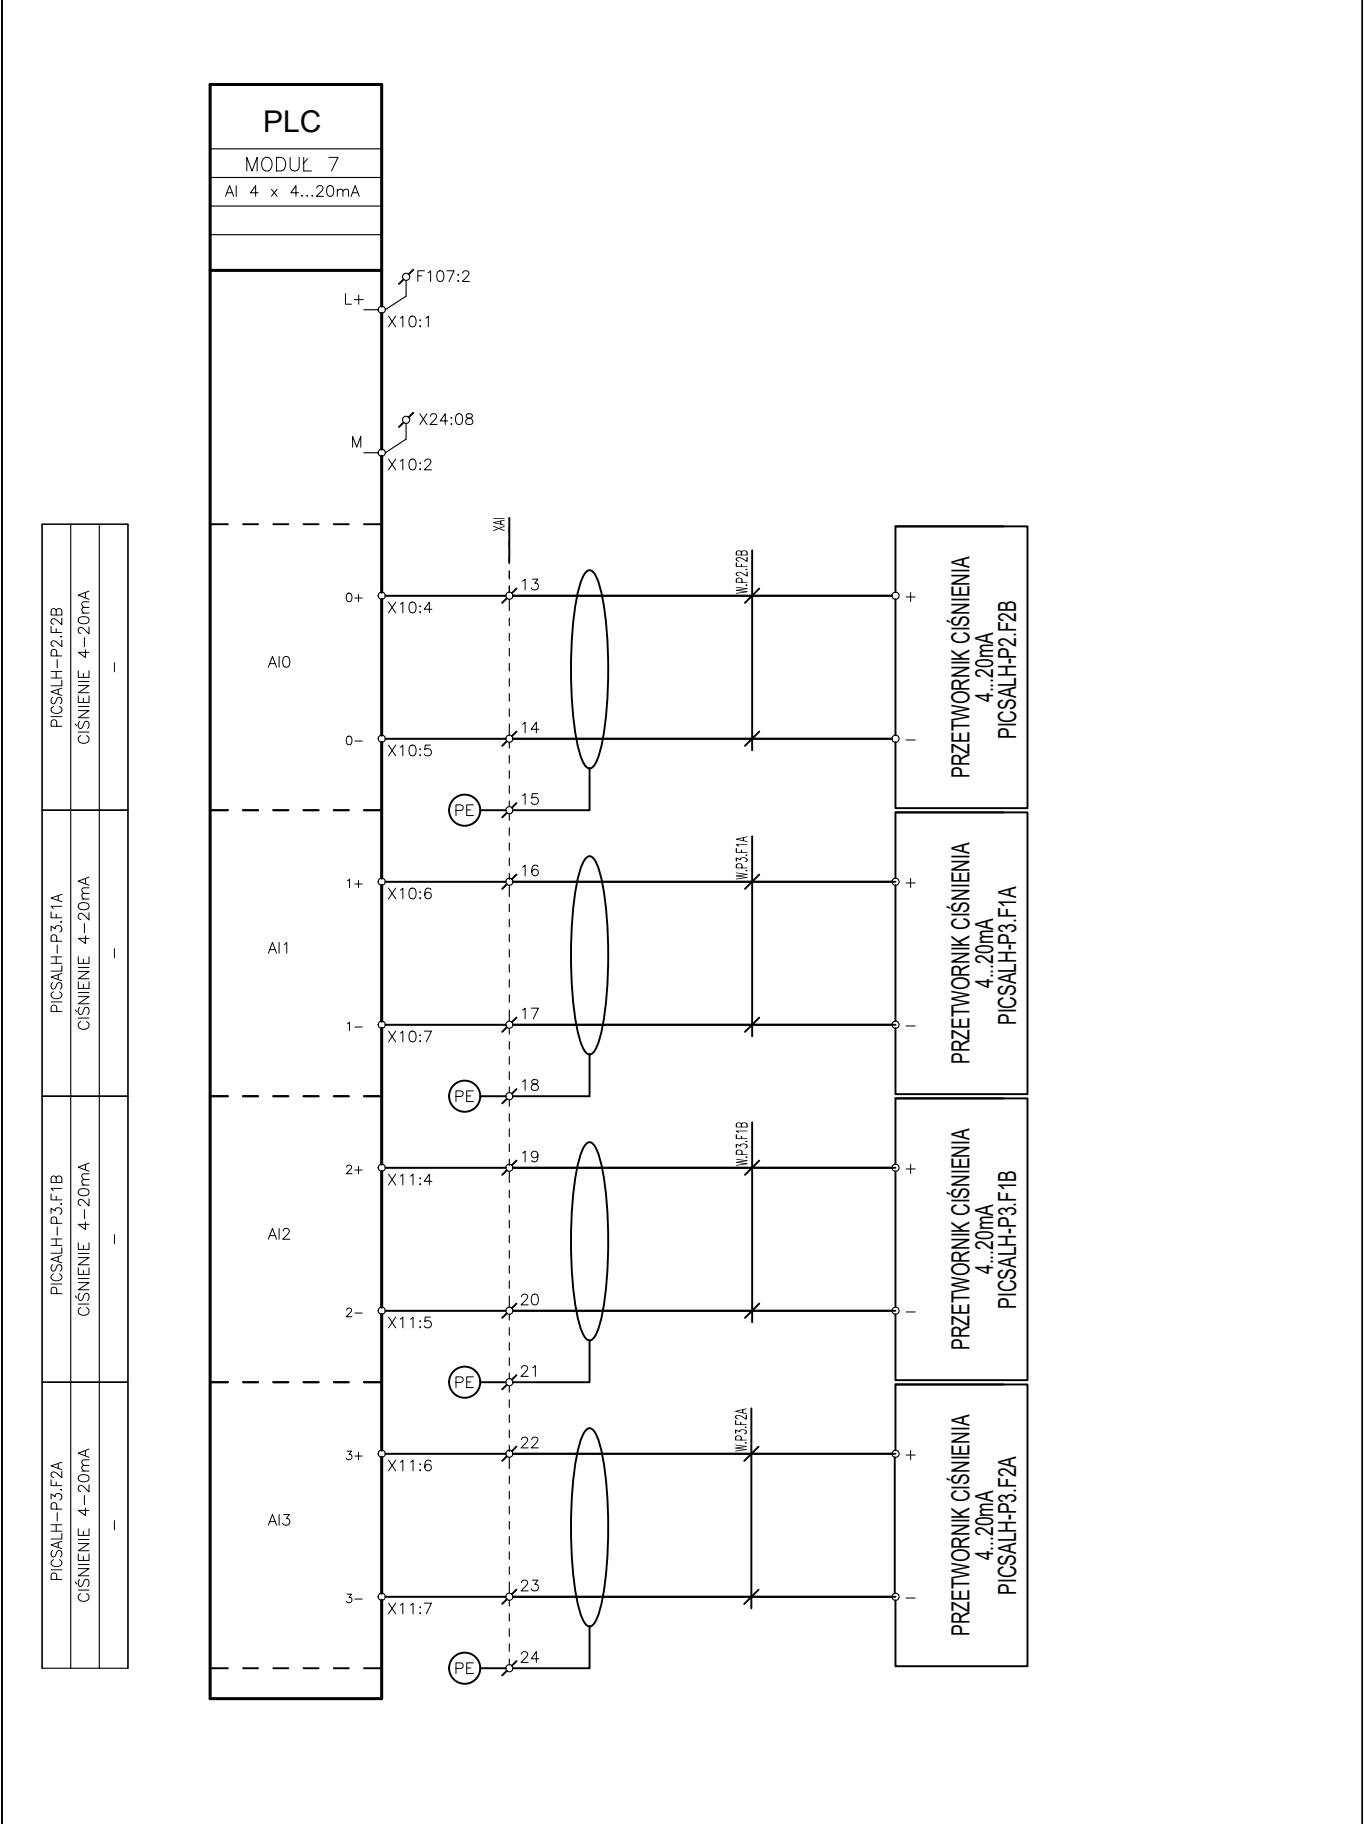 PLC
MODUŁ 7
AI 4 x 4...20mA
L+
F107:2
X10:1
M
X24:08
X10:2
XAI
PICSALH-P2.F2B
CIŚNIENIE 4-20mA
-
AI0
0+
X10:4
13
W.P2.F2B
+
0-
X10:5
14
-
PE
15
PRZETWORNIK CIŚNIENIA
4...20mA
PICSALH-P2.F2B
PICSALH-P3.F1A
CIŚNIENIE 4-20mA
-
AI1
1+
X10:6
16
W.P3.F1A
+
1-
X10:7
17
-
PE
18
PRZETWORNIK CIŚNIENIA
4...20mA
PICSALH-P3.F1A
PICSALH-P3.F1B
CIŚNIENIE 4-20mA
-
AI2
2+
X11:4
19
W.P3.F1B
+
2-
X11:5
20
-
PE
21
PRZETWORNIK CIŚNIENIA
4...20mA
PICSALH-P3.F1B
PICSALH-P3.F2A
CIŚNIENIE 4-20mA
-
AI3
3+
X11:6
22
W.P3.F2A
+
3-
X11:7
23
-
PE
24
PRZETWORNIK CIŚNIENIA
4...20mA
PICSALH-P3.F2A